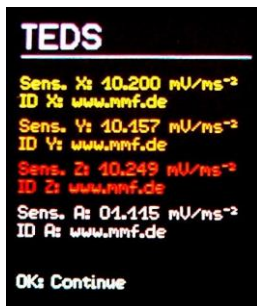 TEDS
Sens. X: 10.200 mV/ms⁻²
ID X: www.mmf.de
Sens. Y: 10.157 mV/ms⁻²
ID Y: www.mmf.de
Sens. Z: 10.249 mV/ms⁻²
ID Z: www.mmf.de
Sens. A: 01.115 mV/ms⁻²
ID A: www.mmf.de
OK: Continue